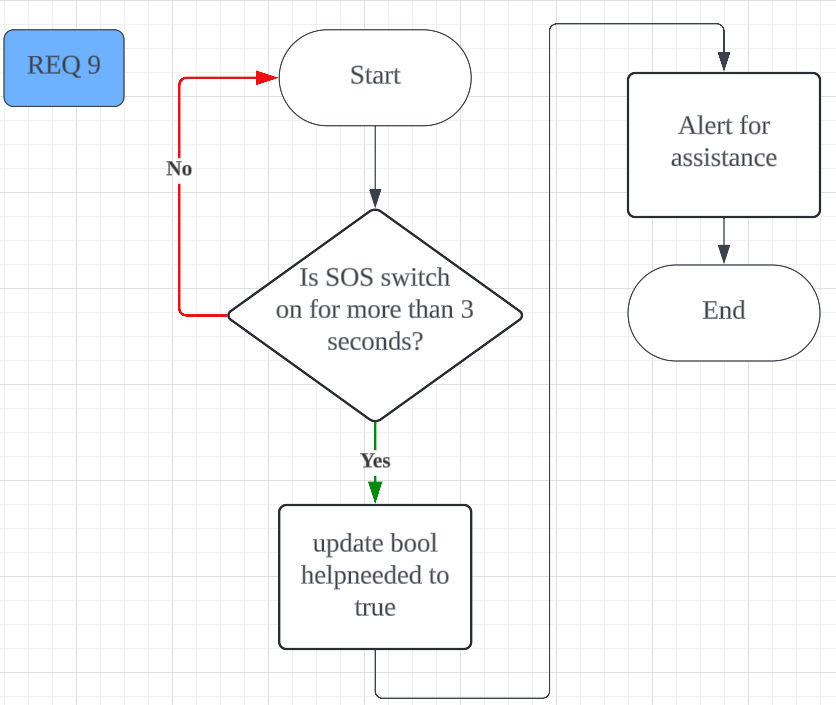 REQ 9
Start
No
Is SOS switch
on for more than 3
seconds?
Yes
update bool
helpneeded to
true
Alert for
assistance
End